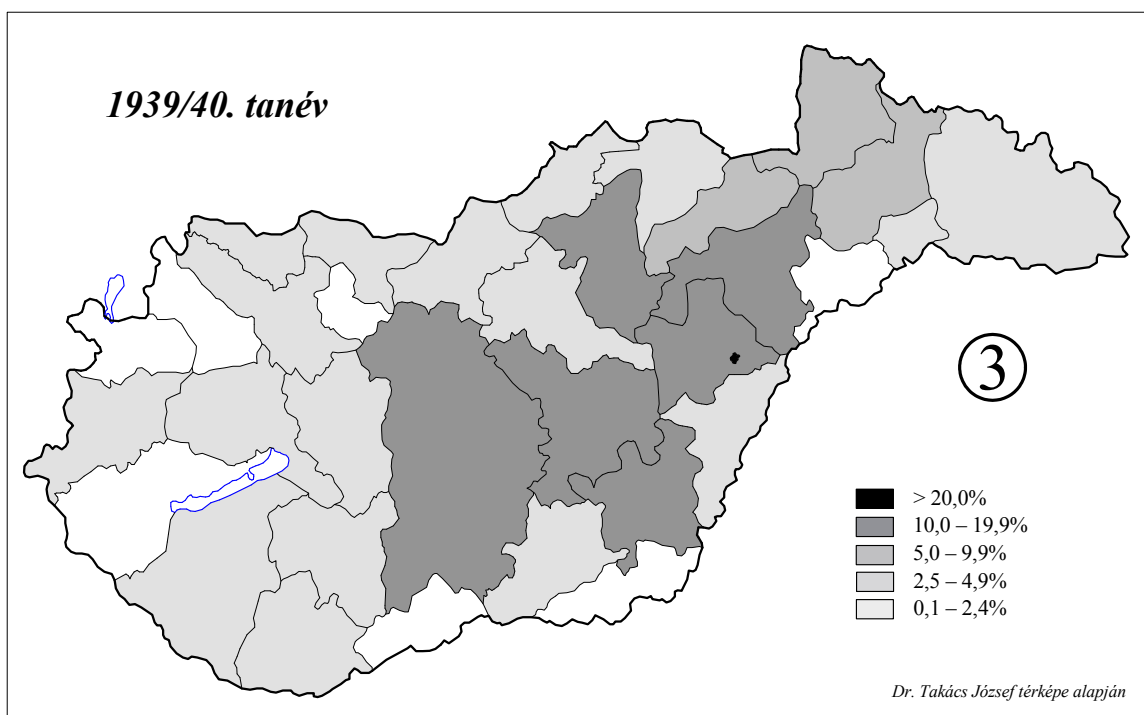 1939/40. tanév
3
> 20,0%
10,0 – 19,9%
5,0 – 9,9%
2,5 – 4,9%
0,1 – 2,4%
Dr. Takács József térképe alapján